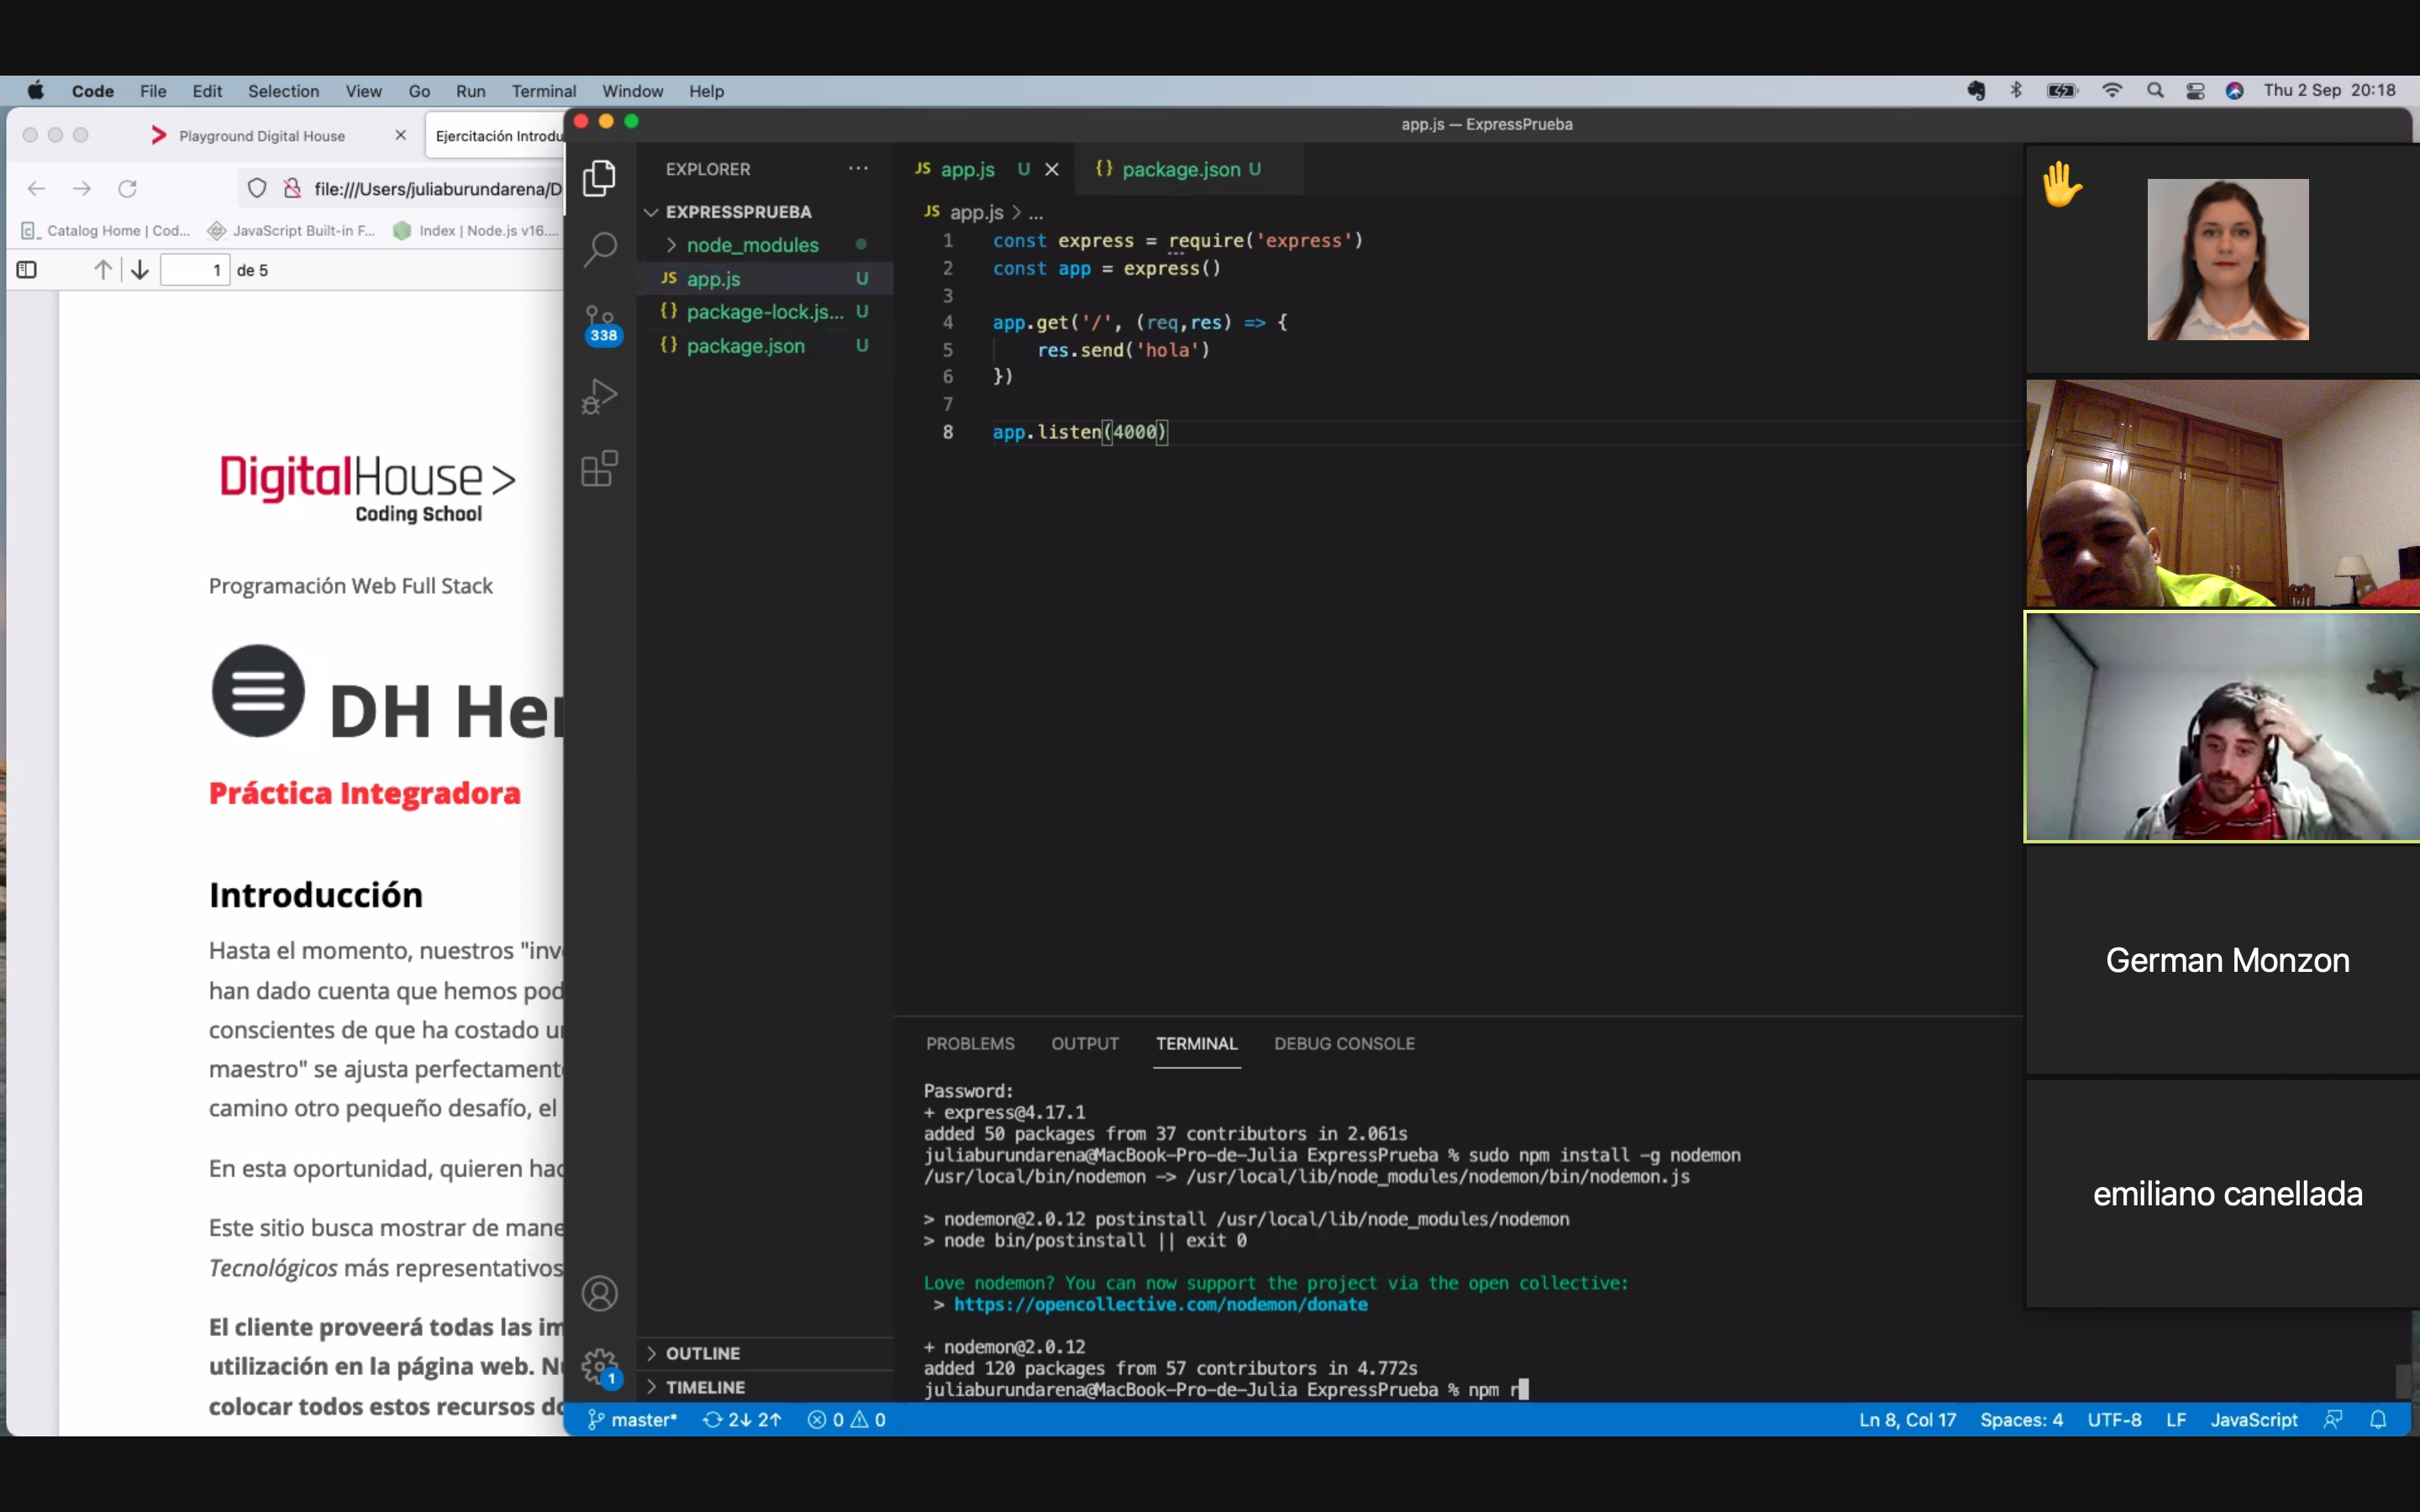 Code File Edit Selection View Go Run Terminal Window Help
Thu 2 Sep 20:18
Playground Digital House
Ejercitación Introdu
file:///Users/juliaburundarena/D
Catalog Home | Cod...
JavaScript Built-in F...
Index | Node.js v16....
1 de 5
DigitalHouse>
Coding School
Programación Web Full Stack
DH Her
Práctica Integradora
Introducción
Hasta el momento, nuestros "inv
han dado cuenta que hemos pod
conscientes de que ha costado u
maestro" se ajusta perfectament
camino otro pequeño desafío, el
En esta oportunidad, quieren hac
Este sitio busca mostrar de mane
Tecnológicos más representativos
El cliente proveerá todas las im
utilización en la página web. N
colocar todos estos recursos d
app.js — ExpressPrueba
EXPLORER ...
EXPRESSPRUEBA
node_modules
JS app.js U
{} package-lock.js... U
{} package.json U
338
OUTLINE
TIMELINE
1
JS app.js U
{} package.json U
JS app.js > ...
1 const express = require('express')
2 const app = express()
3
4 app.get('/', (req,res) => {
5 res.send('hola')
6 })
7
8 app.listen(4000)
PROBLEMS OUTPUT TERMINAL DEBUG CONSOLE
Password:
+ express@4.17.1
added 50 packages from 37 contributors in 2.061s
juliaburundarena@MacBook-Pro-de-Julia ExpressPrueba % sudo npm install -g nodemon
/usr/local/bin/nodemon -> /usr/local/lib/node_modules/nodemon/bin/nodemon.js
> nodemon@2.0.12 postinstall /usr/local/lib/node_modules/nodemon
> node bin/postinstall || exit 0
Love nodemon? You can now support the project via the open collective:
> https://opencollective.com/nodemon/donate
+ nodemon@2.0.12
added 120 packages from 57 contributors in 4.772s
juliaburundarena@MacBook-Pro-de-Julia ExpressPrueba % npm r
master* 2↓ 2↑ 0 0
Ln 8, Col 17 Spaces: 4 UTF-8 LF JavaScript
German Monzon
emiliano canellada